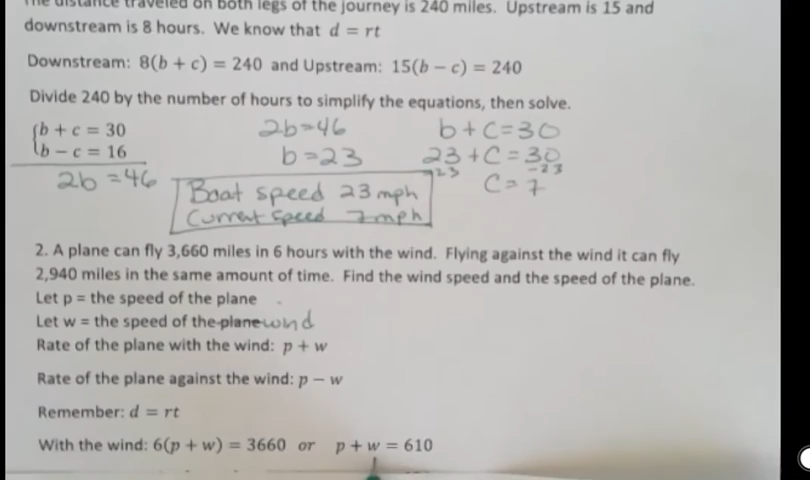 The distance traveled on both legs of the journey is 240 miles. Upstream is 15 and
downstream is 8 hours. We know that d = rt
Downstream: 8(b + c) = 240 and Upstream: 15(b − c) = 240
Divide 240 by the number of hours to simplify the equations, then solve.
{b + c = 30
b − c = 16
2b = 46
2b = 46
b = 23
b + c = 30
23 + c = 30
-23 -23
c = 7
Boat speed 23 mph
Current speed 7mph
2. A plane can fly 3,660 miles in 6 hours with the wind. Flying against the wind it can fly
2,940 miles in the same amount of time. Find the wind speed and the speed of the plane.
Let p = the speed of the plane
Let w = the speed of the plane wind
Rate of the plane with the wind: p + w
Rate of the plane against the wind: p − w
Remember: d = rt
With the wind: 6(p + w) = 3660 or p + w = 610